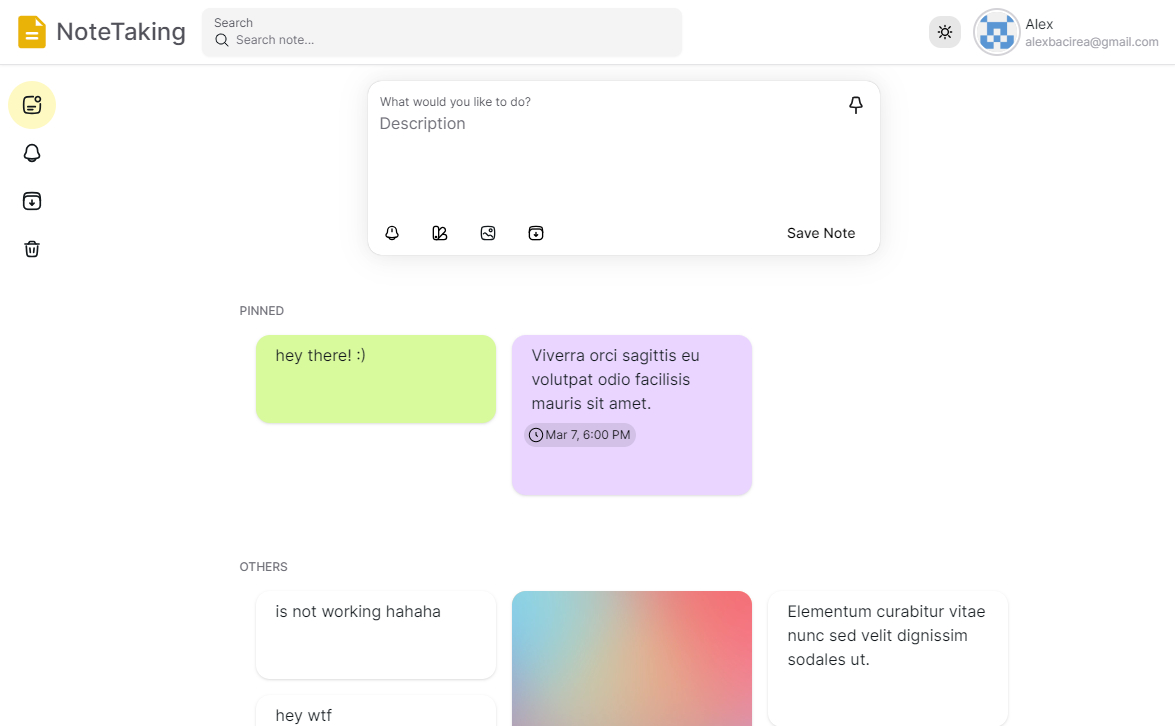 NoteTaking
Search
Search note...
Alex
alexbacirea@gmail.com
What would you like to do?
Description
Save Note
PINNED
hey there! :)
Viverra orci sagittis eu
volutpat odio facilisis
mauris sit amet.
Mar 7, 6:00 PM
OTHERS
is not working hahaha
Elementum curabitur vitae
nunc sed velit dignissim
sodales ut.
hey wtf